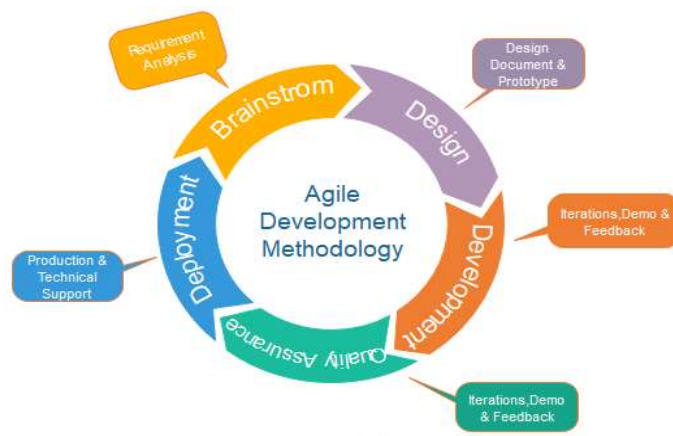 Requirement
Analysis
Brainstrom
Design
Document &
Prototype
Design
Agile
Development
Methodology
Iterations,Demo &
Feedback
Development
Production &
Technical
Support
Deployment
Quality Assurance
Iterations,Demo
& Feedback